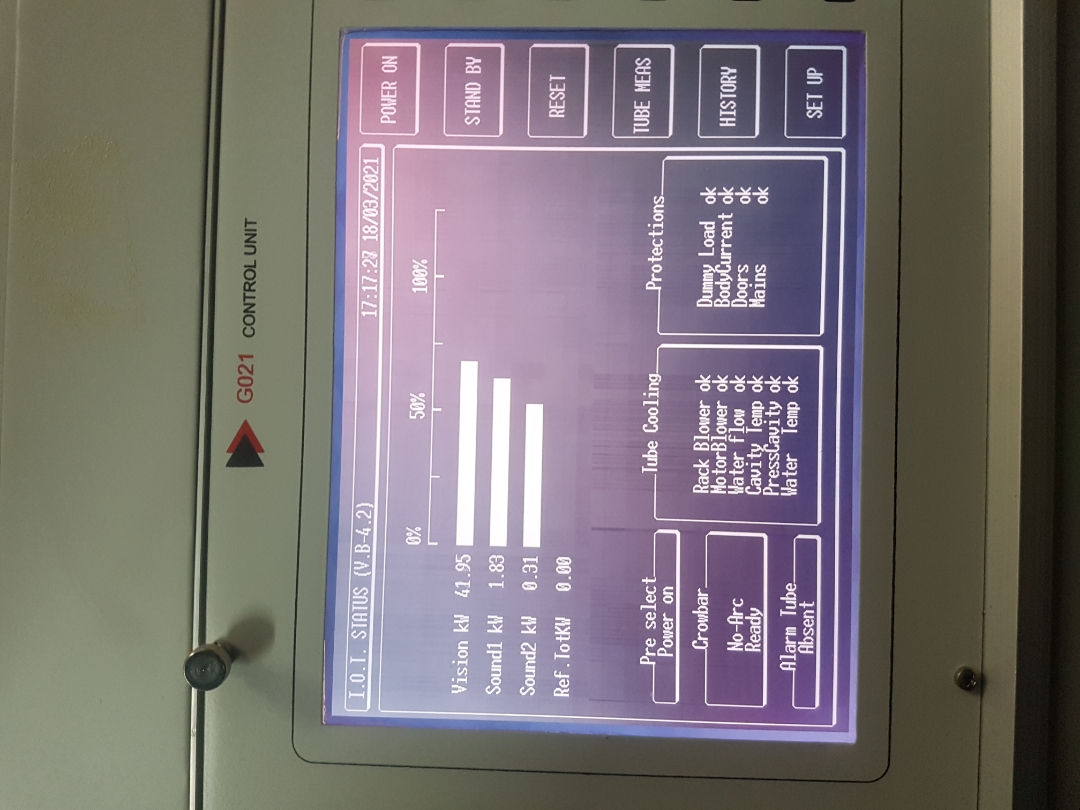 G021 CONTROL UNIT
I.O.T. STATUS (V.B-4.2) 17:17:27 18/03/2021
0% 50% 100%
Vision kW 41.95
Sound1 kW 1.83
Sound2 kW 0.31
Ref.TotKW 0.00
Pre select
Power on
Crowbar
No-Arc
Ready
Alarm Tube
Absent
Tube Cooling
Rack Blower ok
MotorBlower ok
Water flow ok
Cavity Temp ok
PressCavity ok
Water Temp ok
Protections
Dummy Load ok
BodyCurrent ok
Doors ok
Mains ok
POWER ON
STAND BY
RESET
TUBE MEAS
HISTORY
SET UP